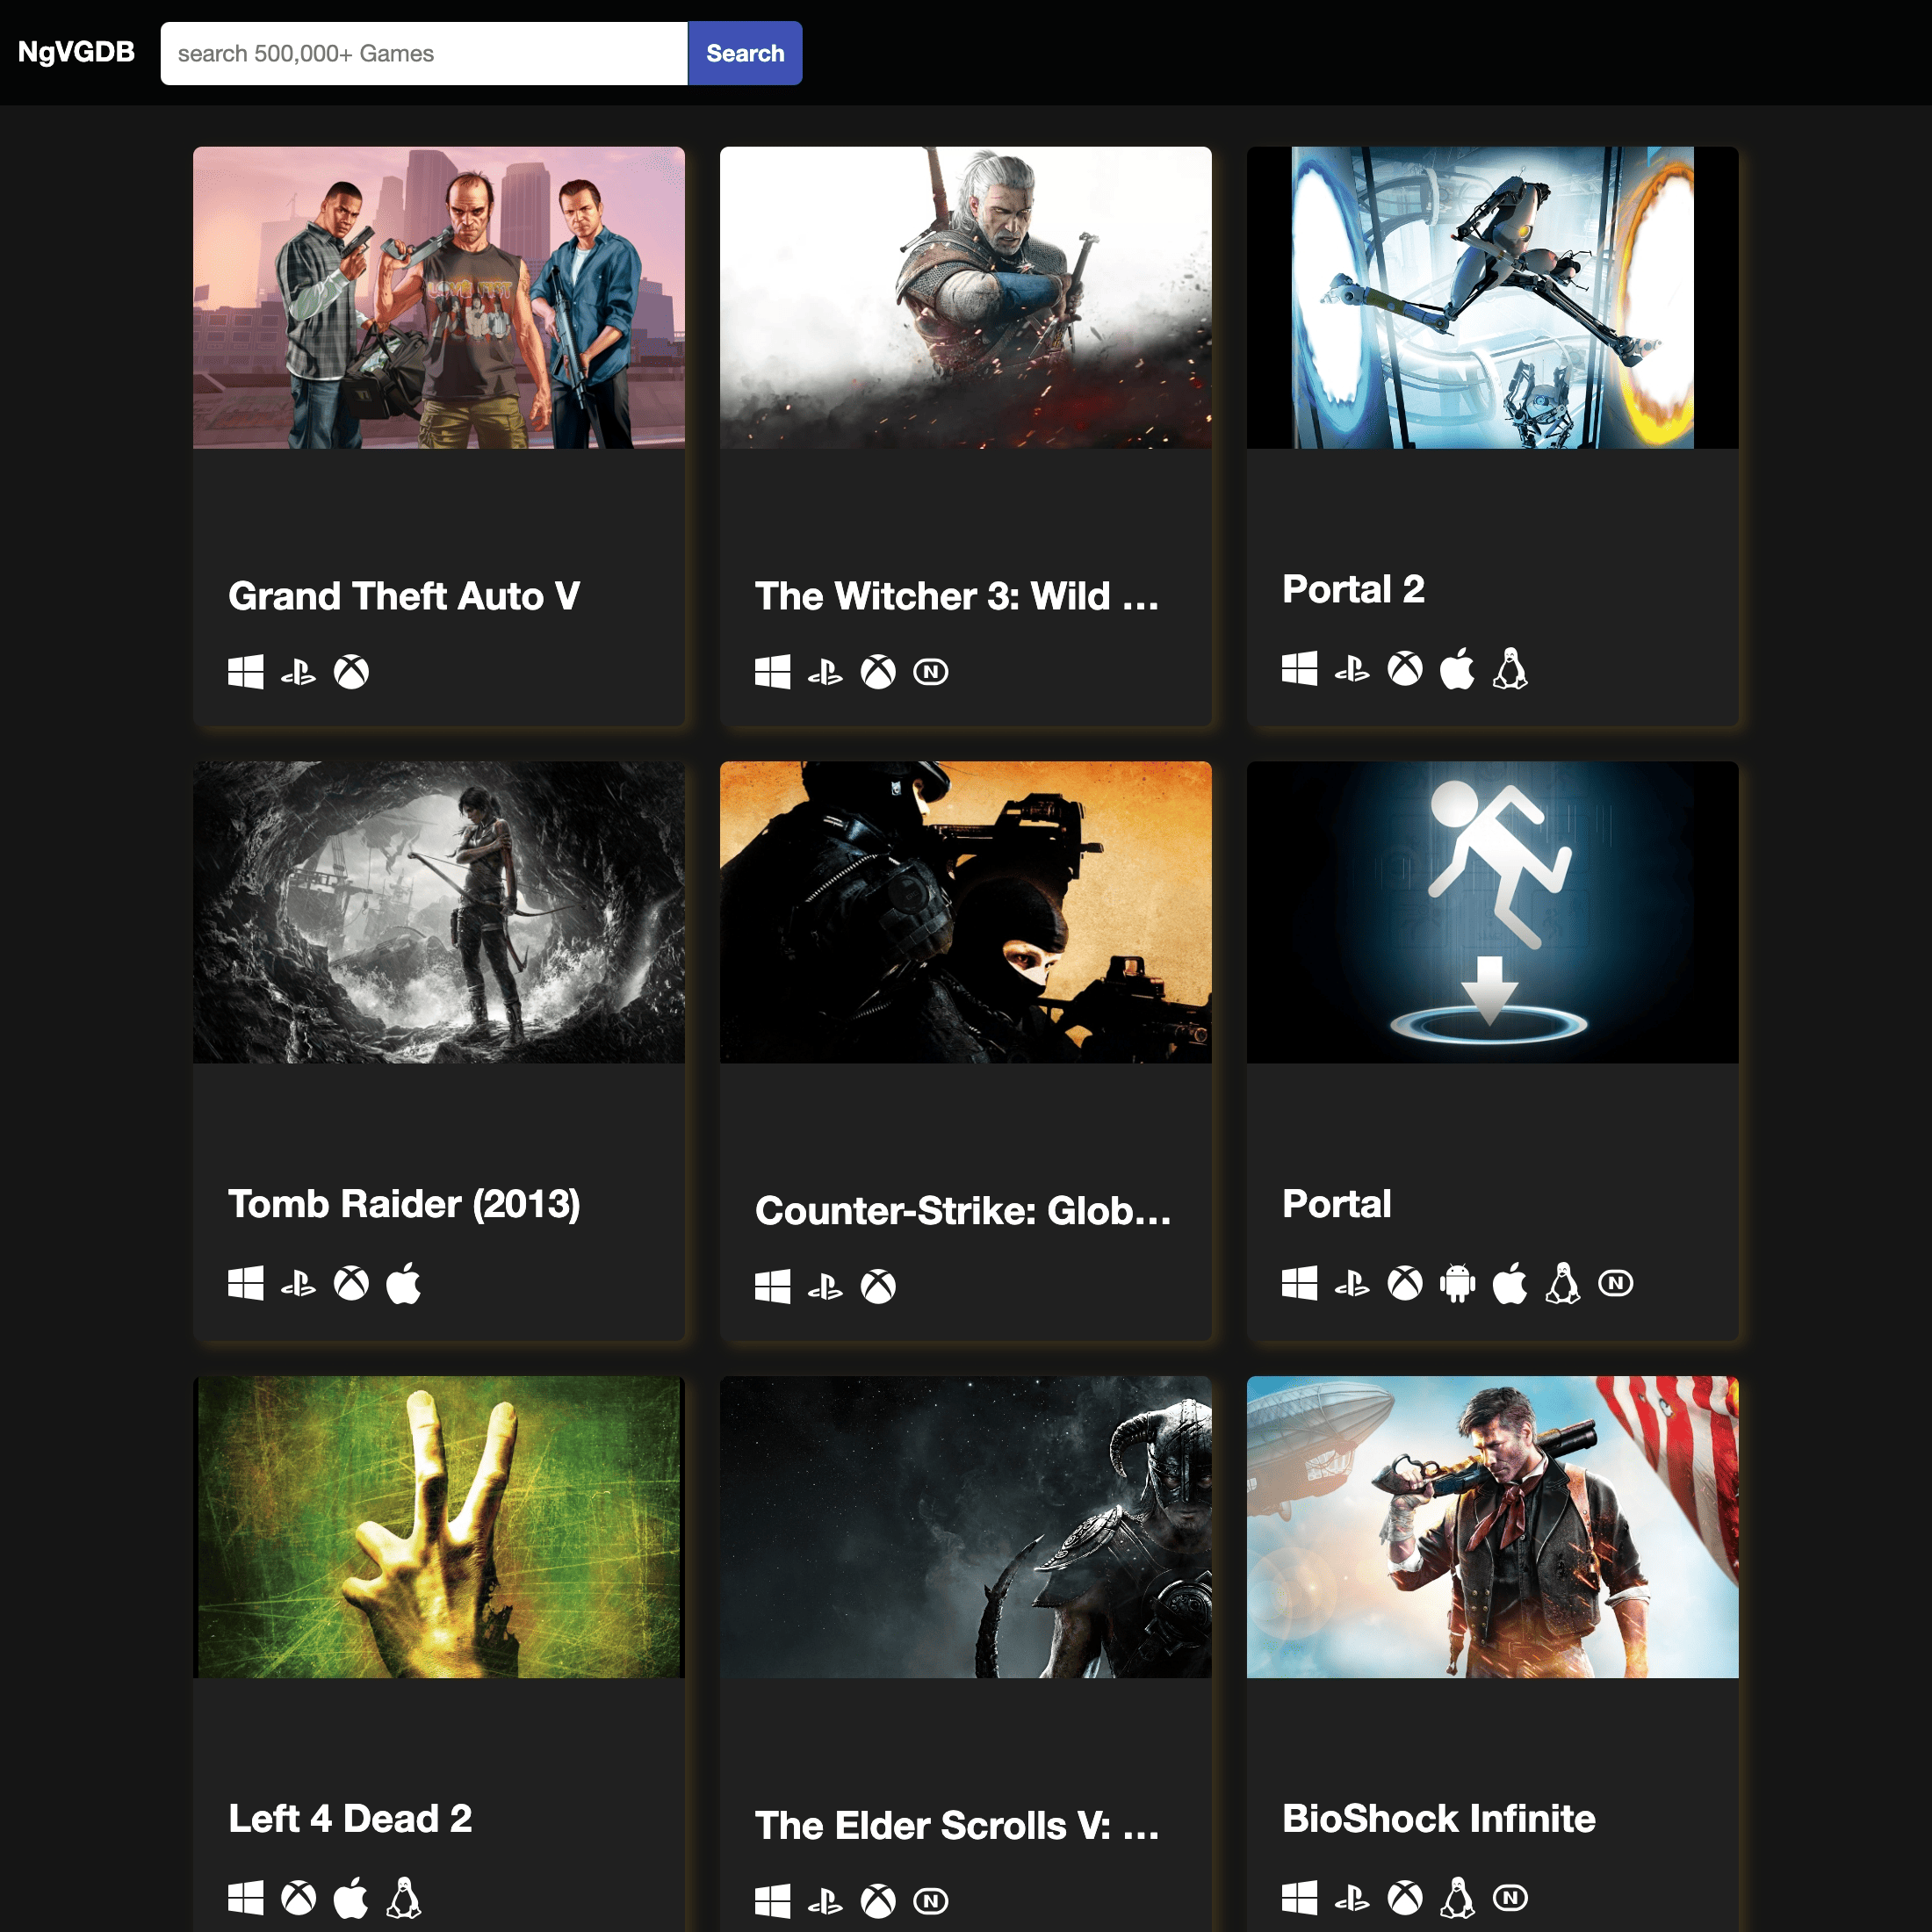 NgVGDB
search 500,000+ Games
Search
Grand Theft Auto V
The Witcher 3: Wild ...
Portal 2
N
Tomb Raider (2013)
Counter-Strike: Glob...
Portal
N
Left 4 Dead 2
The Elder Scrolls V: ...
BioShock Infinite
N
N